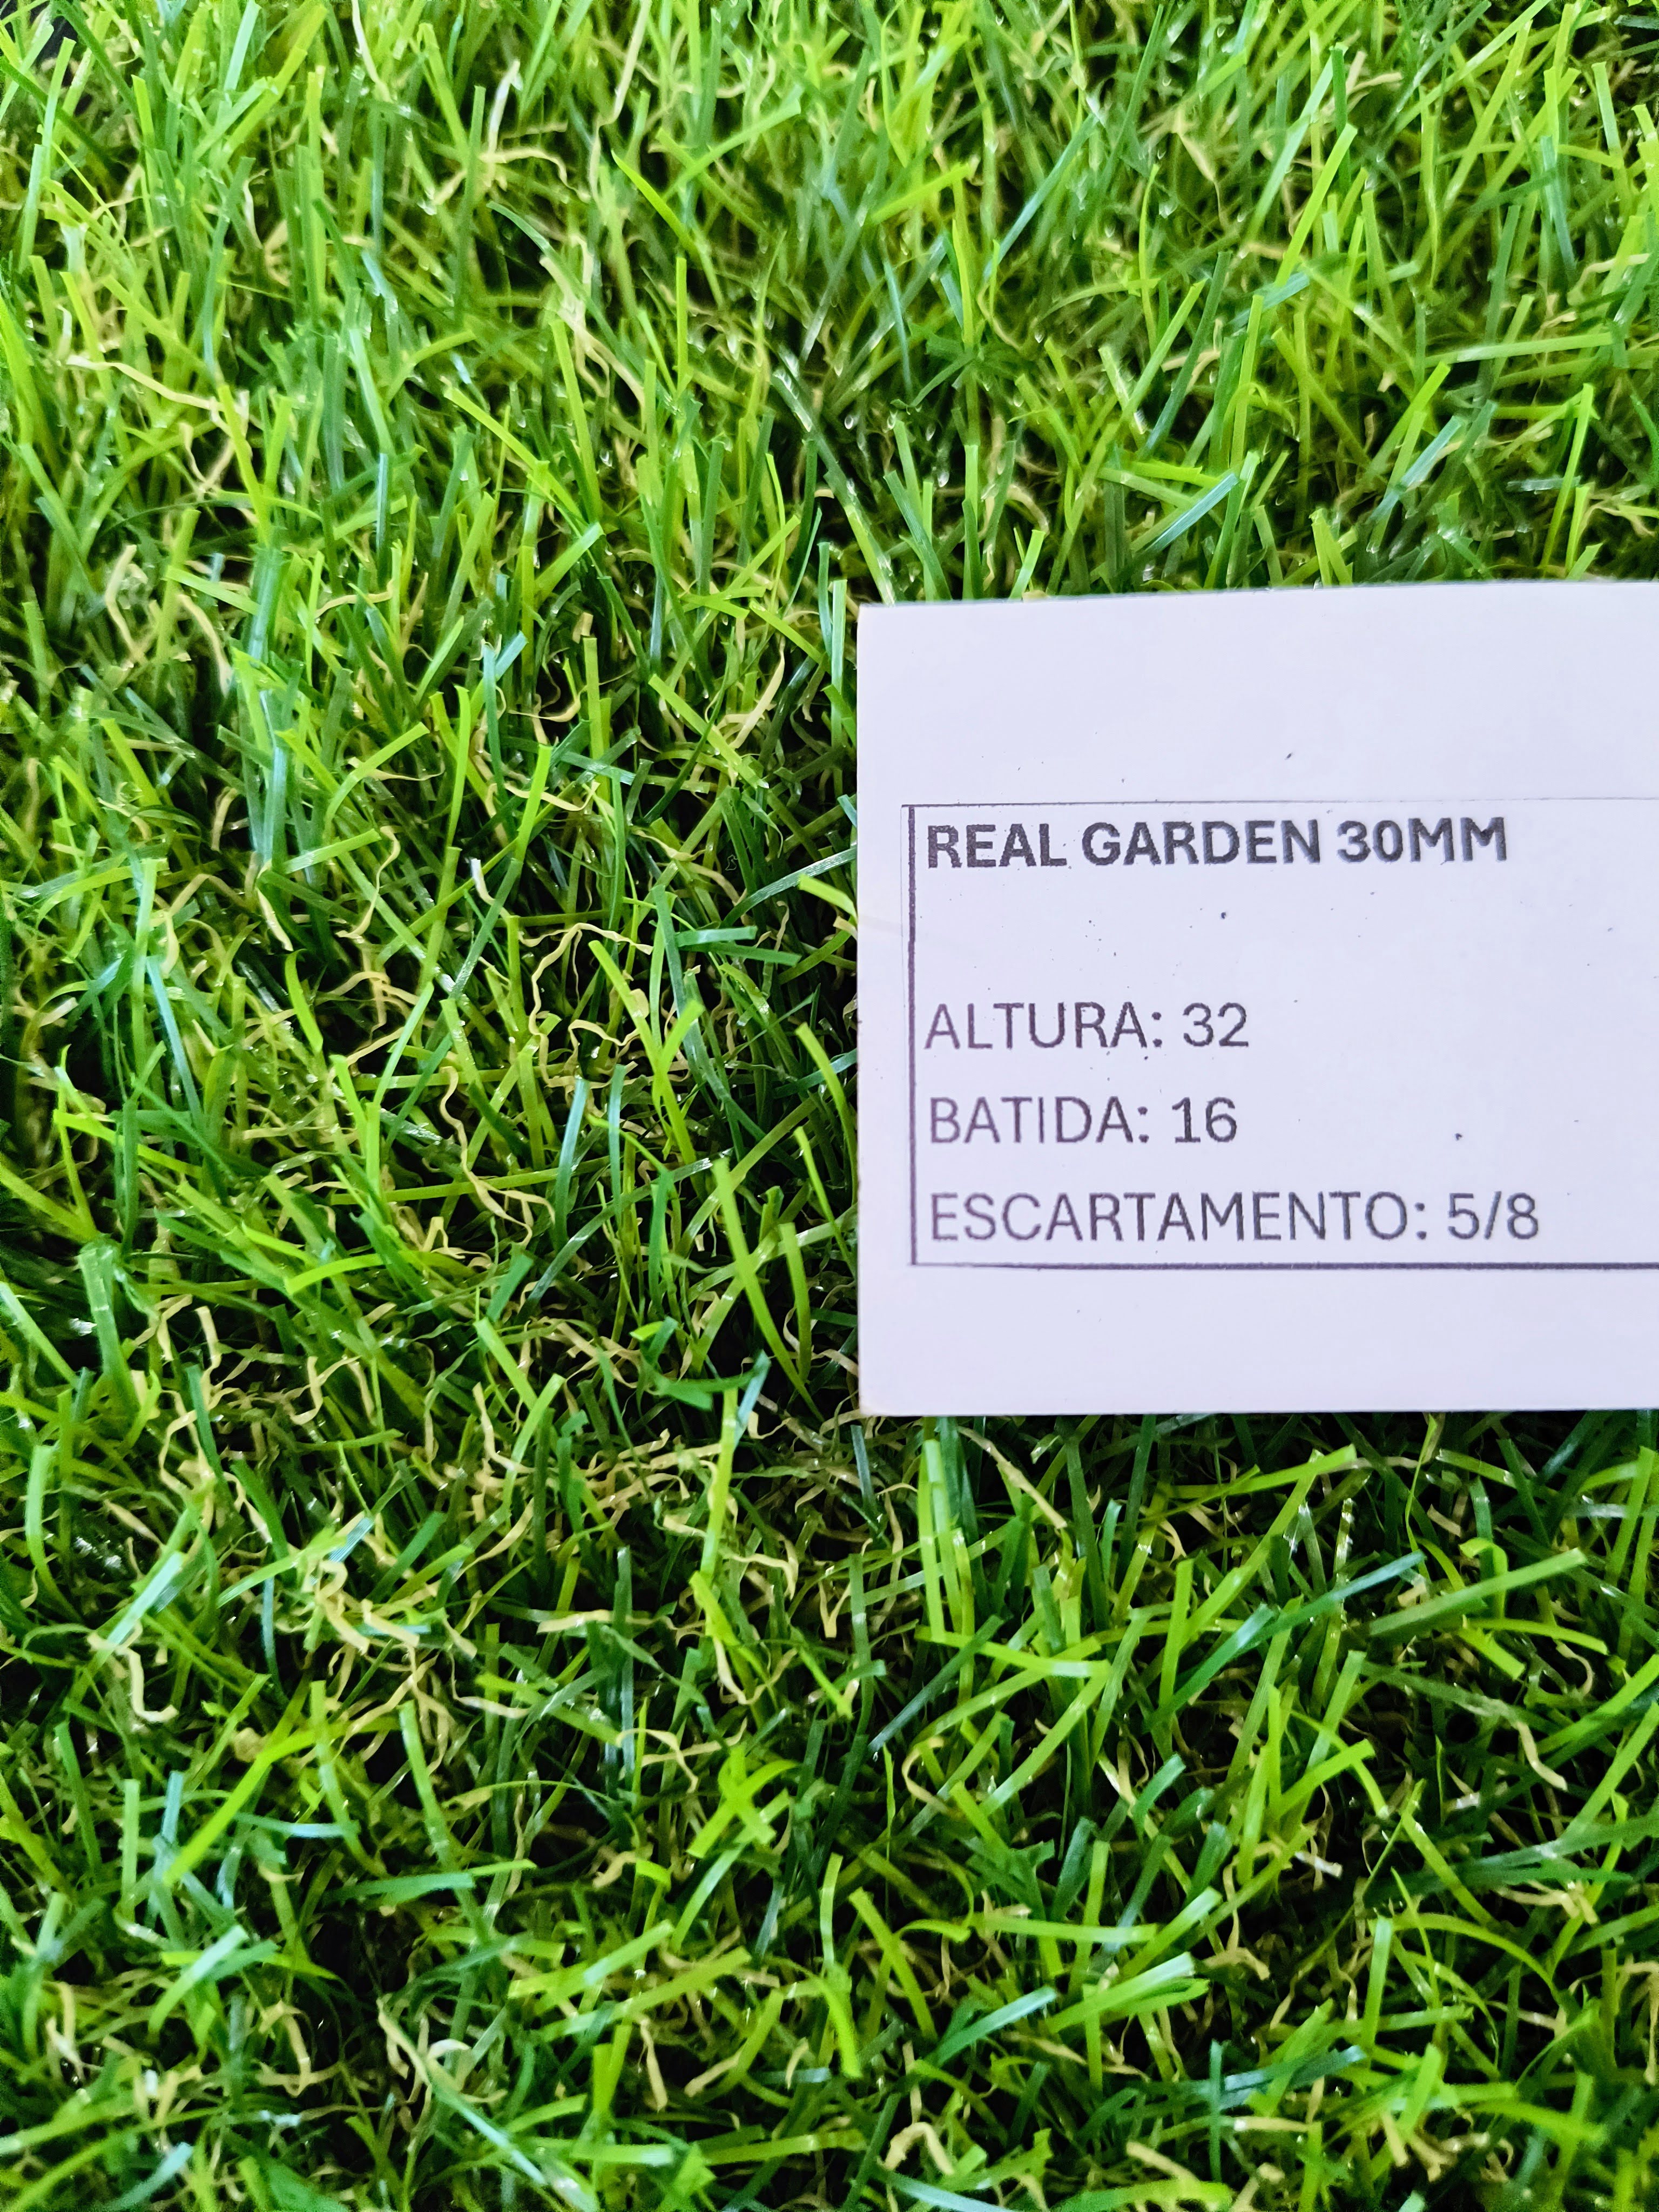 REAL GARDEN 30MM
ALTURA: 32
BATIDA: 16
ESCARTAMENTO: 5/8